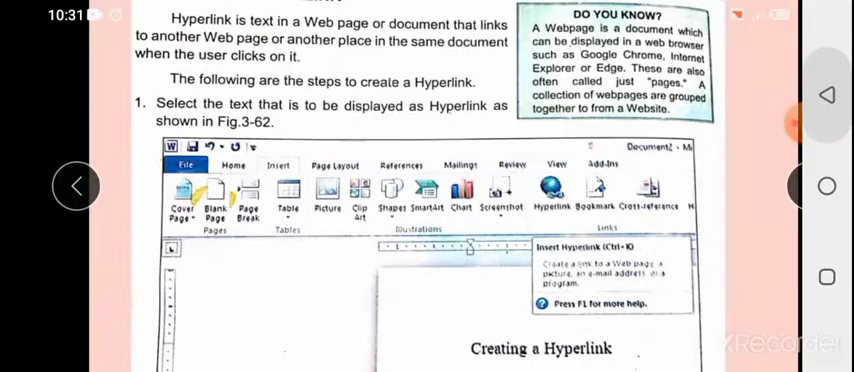 10:31
Hyperlink is text in a Web page or document that links
to another Web page or another place in the same document
when the user clicks on it.
The following are the steps to create a Hyperlink.
1. Select the text that is to be displayed as Hyperlink as
shown in Fig.3-62.
DO YOU KNOW?
A Webpage is a document which
can be displayed in a web browser
such as Google Chrome, Internet
Explorer or Edge. These are also
often called just "pages." A
collection of webpages are grouped
together to from a Website.
W
Document2 - Mi
File Home Insert Page Layout References Mailings Review View Add-Ins
Cover Blank Page Table Picture Clip Shapes SmartArt Chart Screenshot Hyperlink Bookmark Cross-reference H
Page Page Break Art
Pages Tables Illustrations Links
Insert Hyperlink (Ctrl+K)
Create a link to a Web page, a
picture, an e-mail address, or a
program.
Press F1 for more help.
Creating a Hyperlink
XRecorder